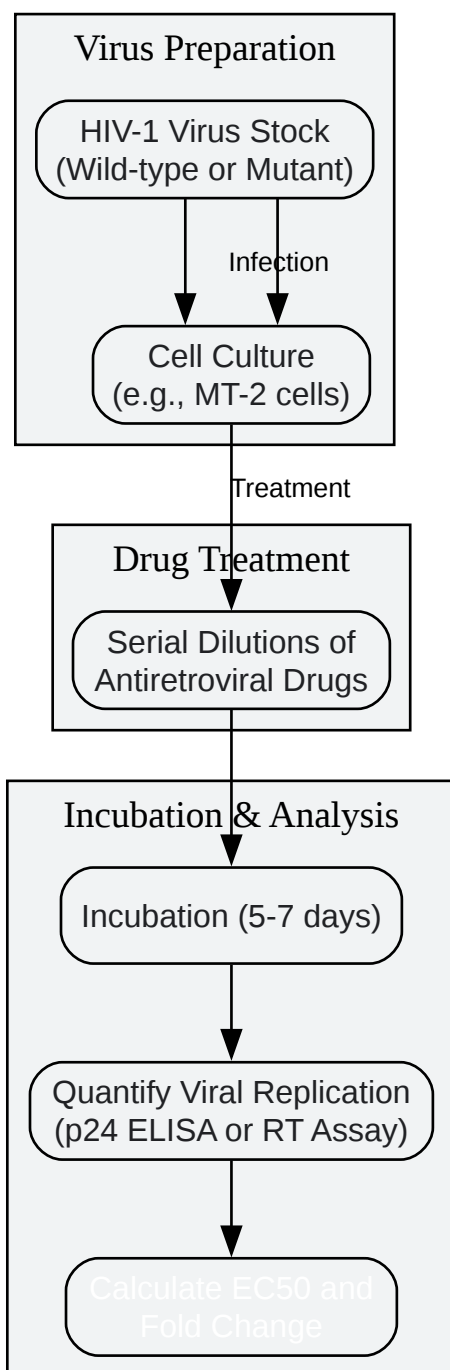 Virus Preparation
HIV-1 Virus Stock
(Wild-type or Mutant)
Infection
Cell Culture
(e.g., MT-2 cells)
Treatment
Drug Treatment
Serial Dilutions of
Antiretroviral Drugs
Incubation & Analysis
Incubation (5-7 days)
Quantify Viral Replication
(p24 ELISA or RT Assay)
Calculate EC50 and
Fold Change